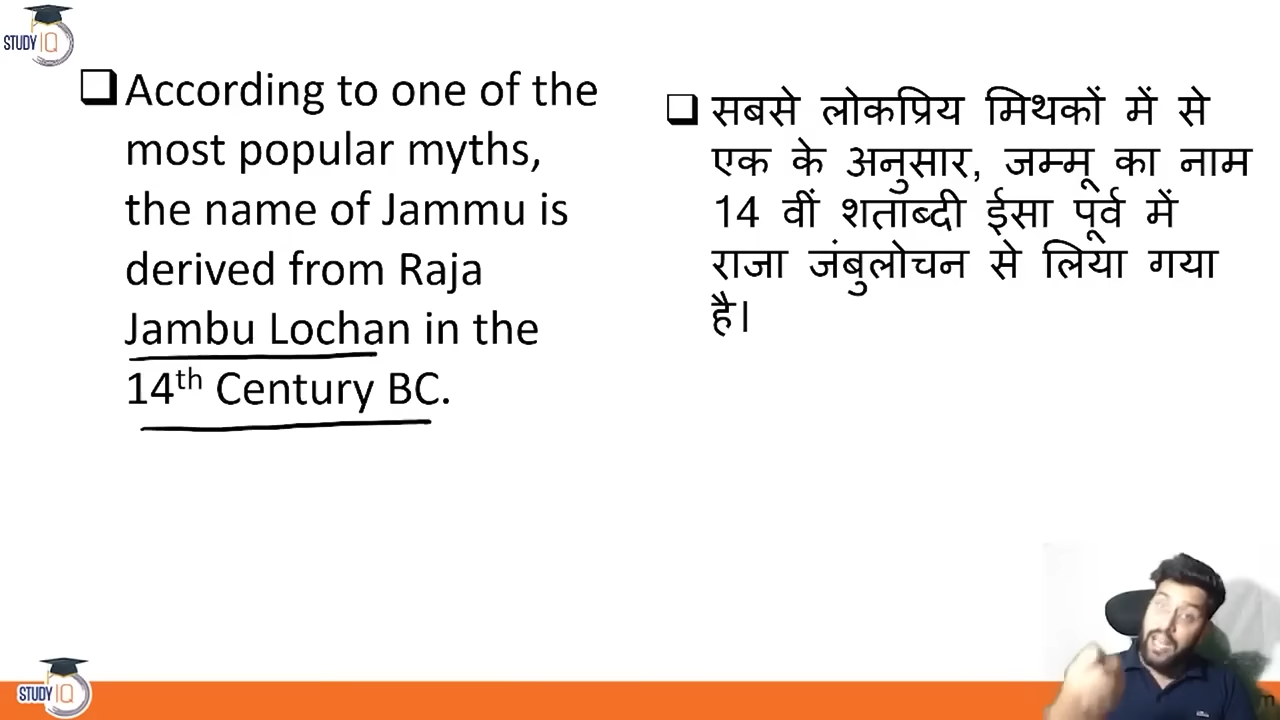 STUDY IQ
According to one of the
most popular myths,
the name of Jammu is
derived from Raja
Jambu Lochan in the
14th Century BC.
सबसे लोकप्रिय मिथकों में से
एक के अनुसार, जम्मू का नाम
14 वीं शताब्दी ईसा पूर्व में
राजा जंबुलोचन से लिया गया
है।
STUDY IQ